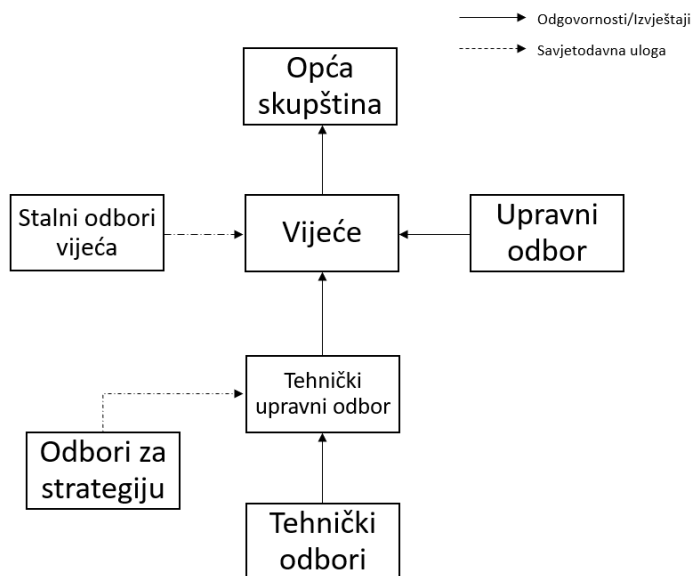 Odgovornosti/Izvještaji
Savjetodavna uloga
Opća
skupština
Stalni odbori
vijeća
Vijeće
Upravni
odbor
Tehnički
upravni odbor
Odbori za
strategiju
Tehnički
odbori